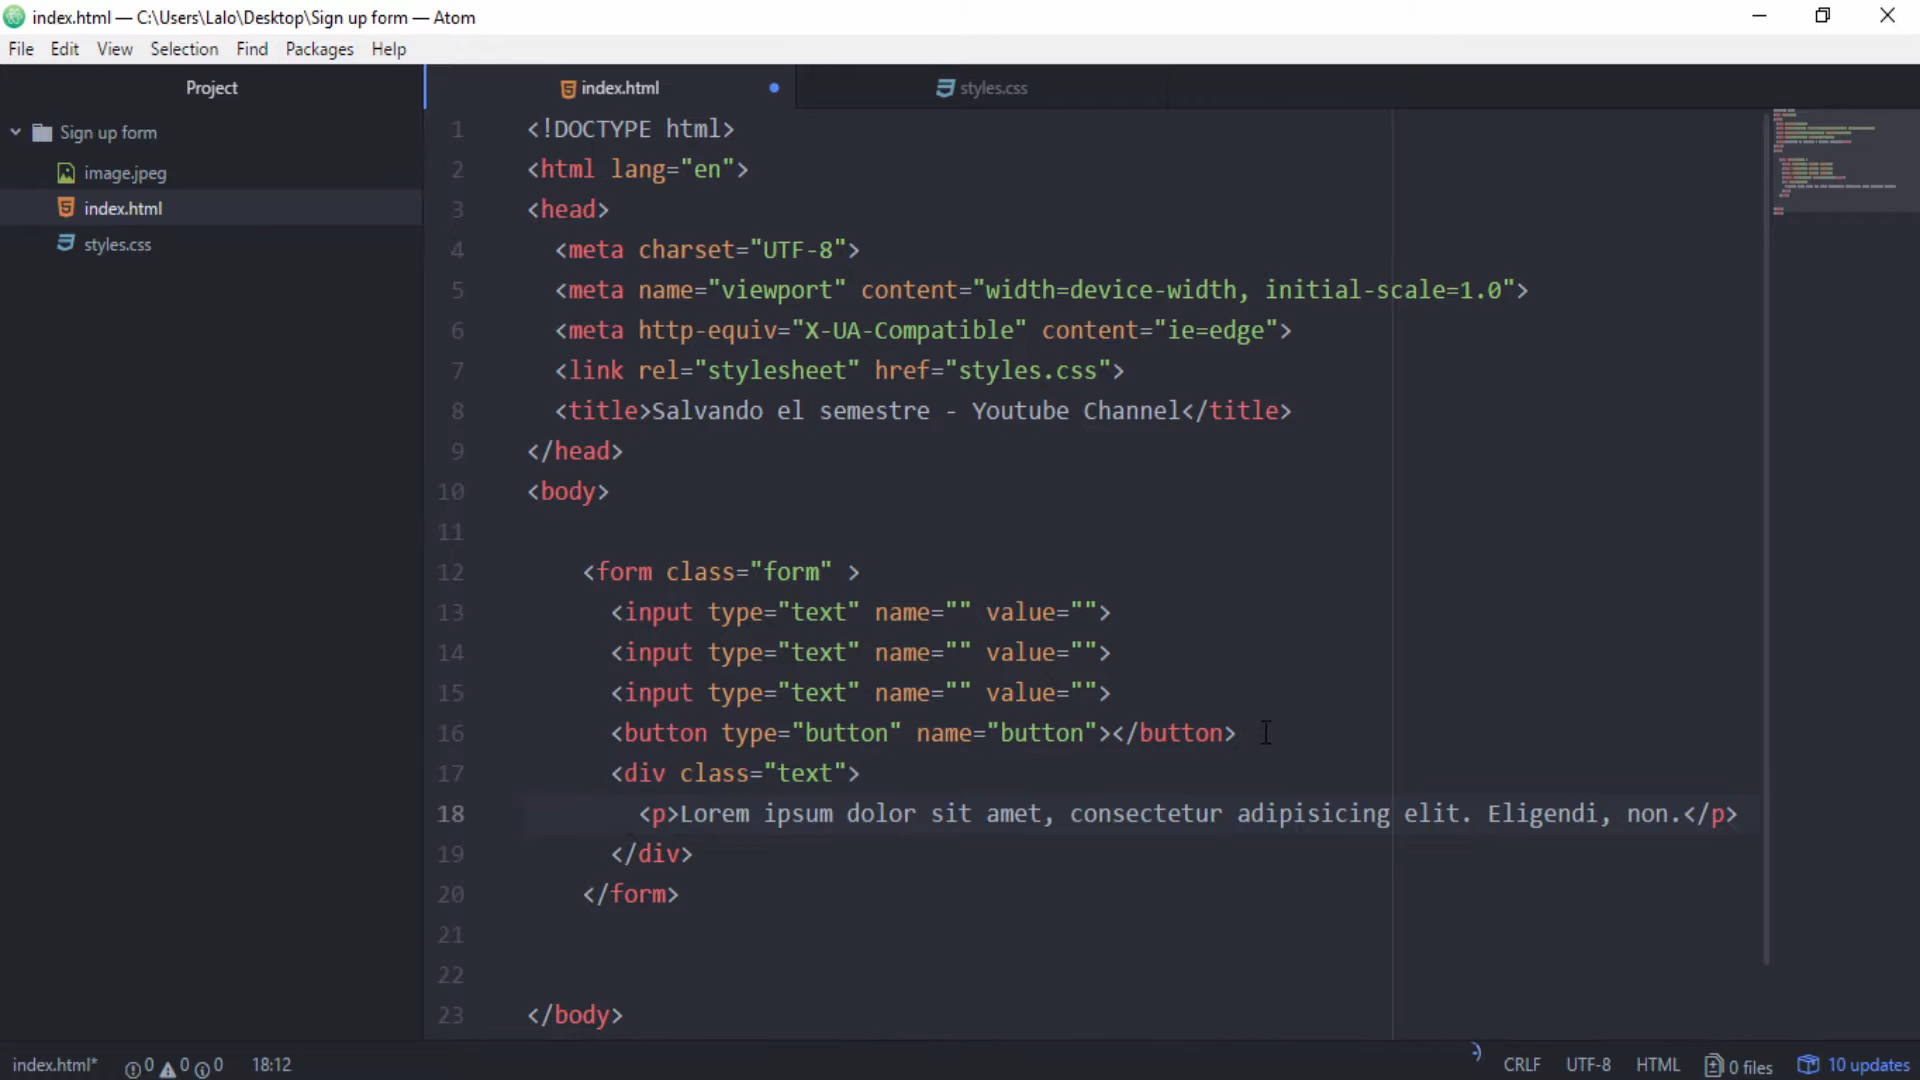 index.html — C:\Users\Lalo\Desktop\Sign up form — Atom
File Edit View Selection Find Packages Help
Project
index.html
styles.css
Sign up form
image.jpeg
index.html
styles.css
1 <!DOCTYPE html>
2 <html lang="en">
3 <head>
4 <meta charset="UTF-8">
5 <meta name="viewport" content="width=device-width, initial-scale=1.0">
6 <meta http-equiv="X-UA-Compatible" content="ie=edge">
7 <link rel="stylesheet" href="styles.css">
8 <title>Salvando el semestre - Youtube Channel</title>
9 </head>
10 <body>
11
12 <form class="form" >
13 <input type="text" name="" value="">
14 <input type="text" name="" value="">
15 <input type="text" name="" value="">
16 <button type="button" name="button"></button>
17 <div class="text">
18 <p>Lorem ipsum dolor sit amet, consectetur adipisicing elit. Eligendi, non.</p>
19 </div>
20 </form>
21
22
23 </body>
index.html* 0 0 0 18:12 CRLF UTF-8 HTML 0 files 10 updates